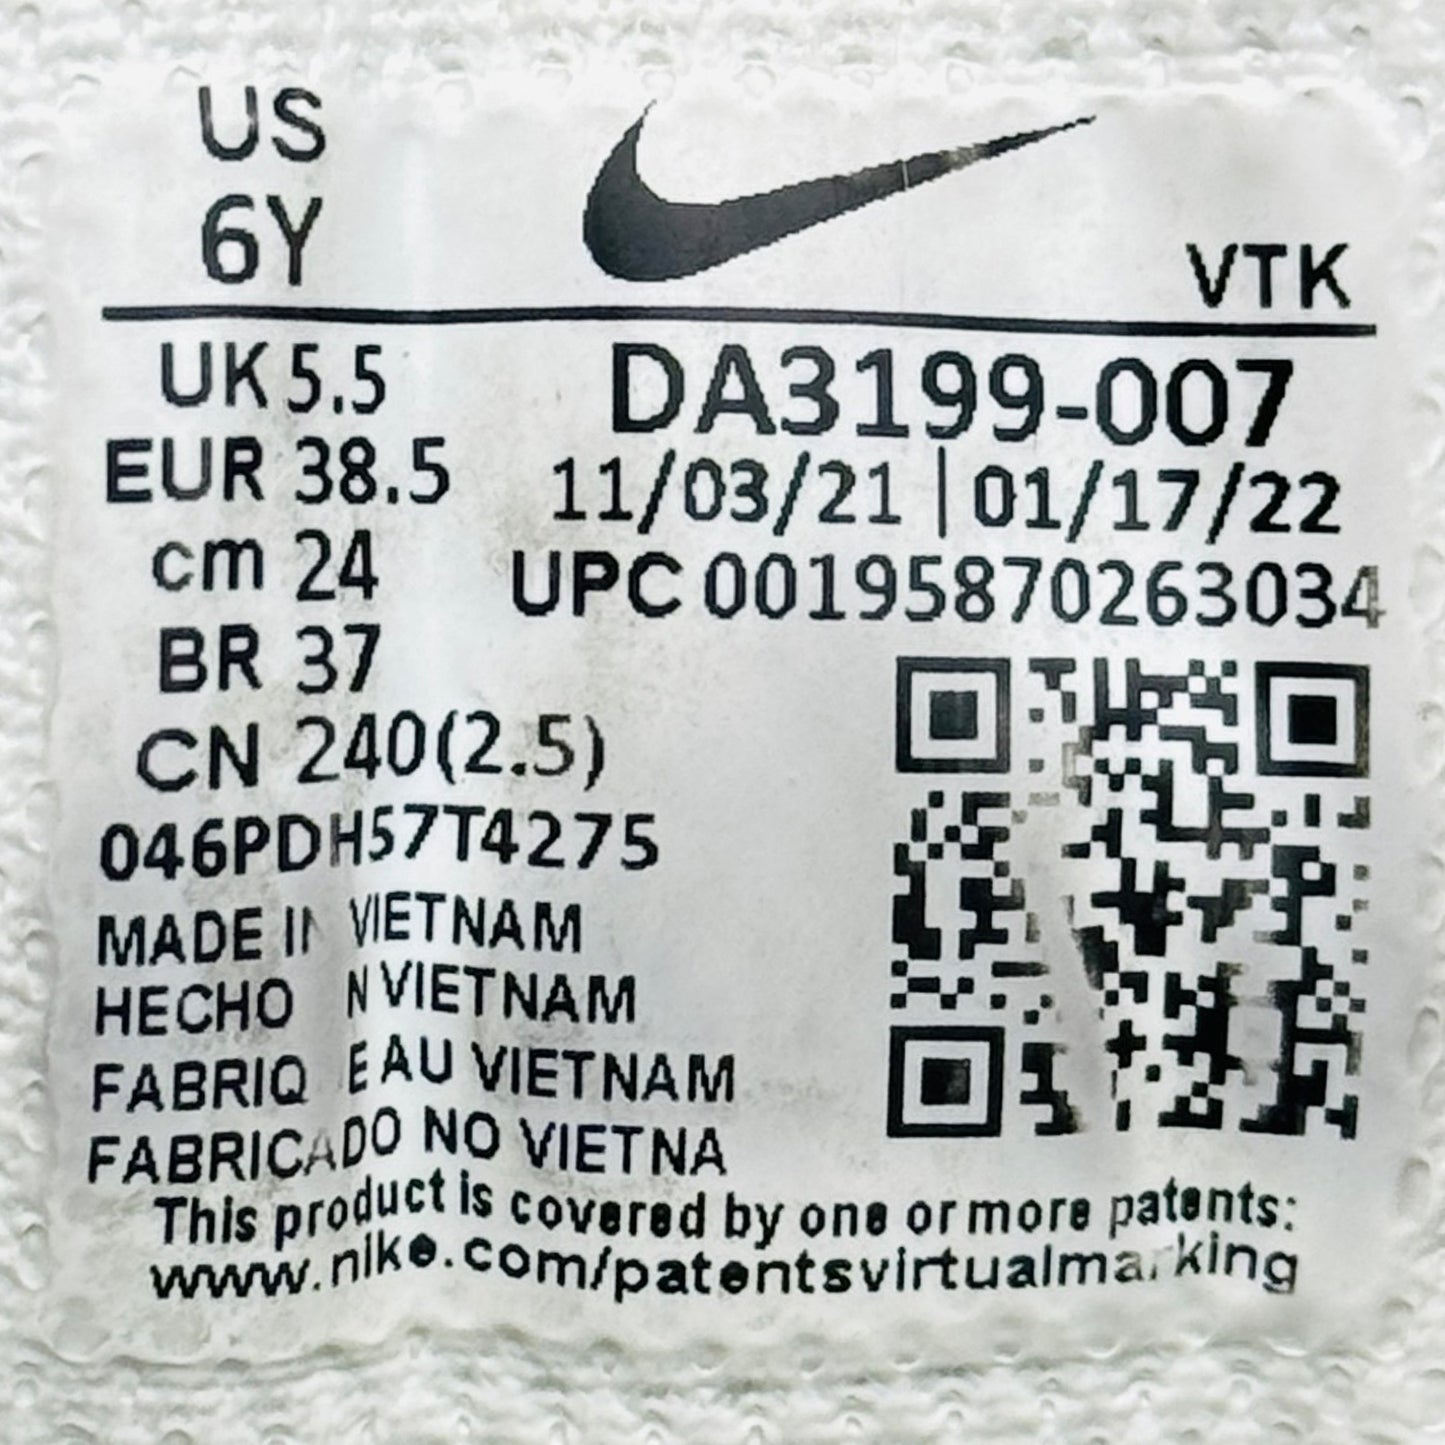 US
6Y
VTK
UK 5.5
EUR 38.5
cm 24
BR 37
CN 240(2.5)
DA3199-007
11/03/21 | 01/17/22
UPC 00195870263034
046PDH57T4275
MADE IN VIETNAM
HECHO N VIETNAM
FABRIQ E AU VIETNAM
FABRICADO NO VIETNA
This product is covered by one or more patents:
www.nike.com/patentsvirtualmarking